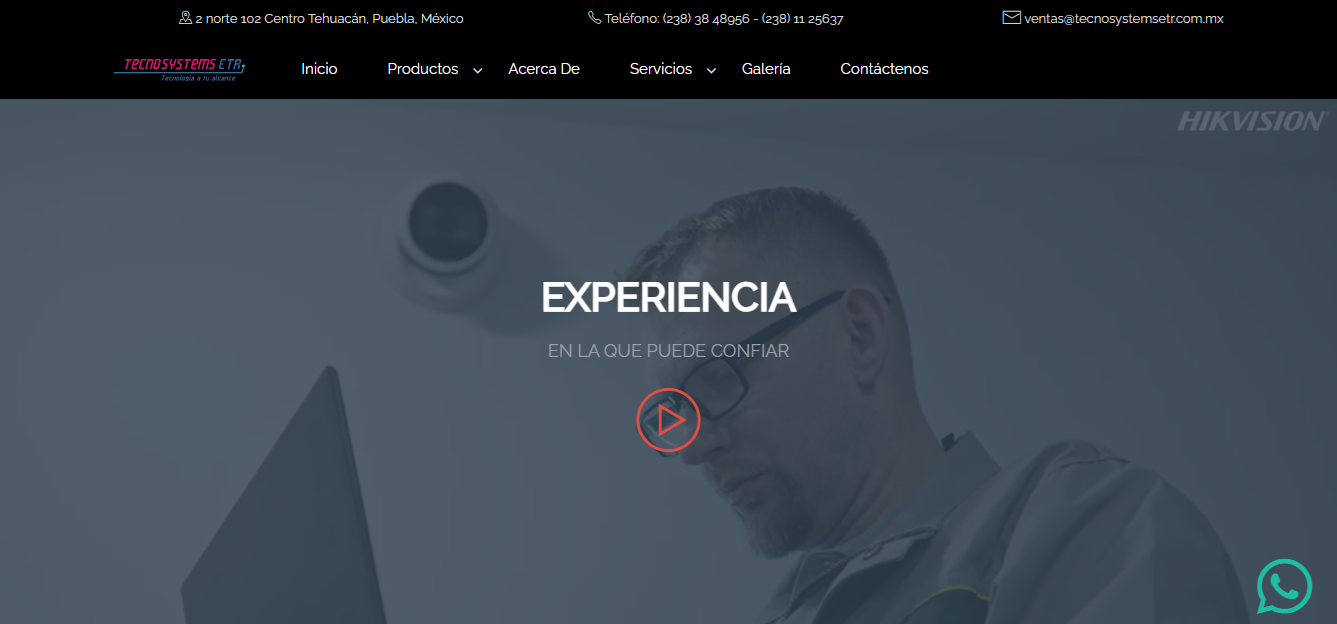 2 norte 102 Centro Tehuacán, Puebla, México
Teléfono: (238) 38 48956 - (238) 11 25637
ventas@tecnosystemsetr.com.mx
TECNOSYSTEMS ETR
Tecnología a tu alcance
Inicio
Productos
Acerca De
Servicios
Galería
Contáctenos
HIKVISION
EXPERIENCIA
EN LA QUE PUEDE CONFIAR